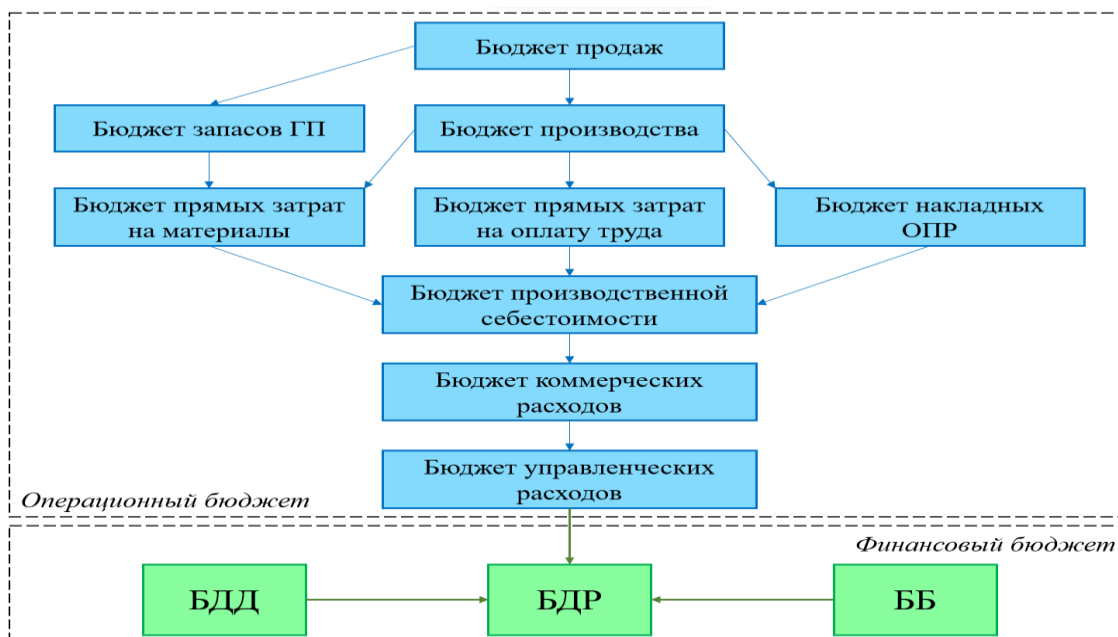 Бюджет продаж
Бюджет запасов ГП
Бюджет производства
Бюджет прямых затрат
на материалы
Бюджет прямых затрат
на оплату труда
Бюджет накладных
ОПР
Бюджет производственной
себестоимости
Бюджет коммерческих
расходов
Бюджет управленческих
расходов
Операционный бюджет
Финансовый бюджет
БДД
БДР
ББ